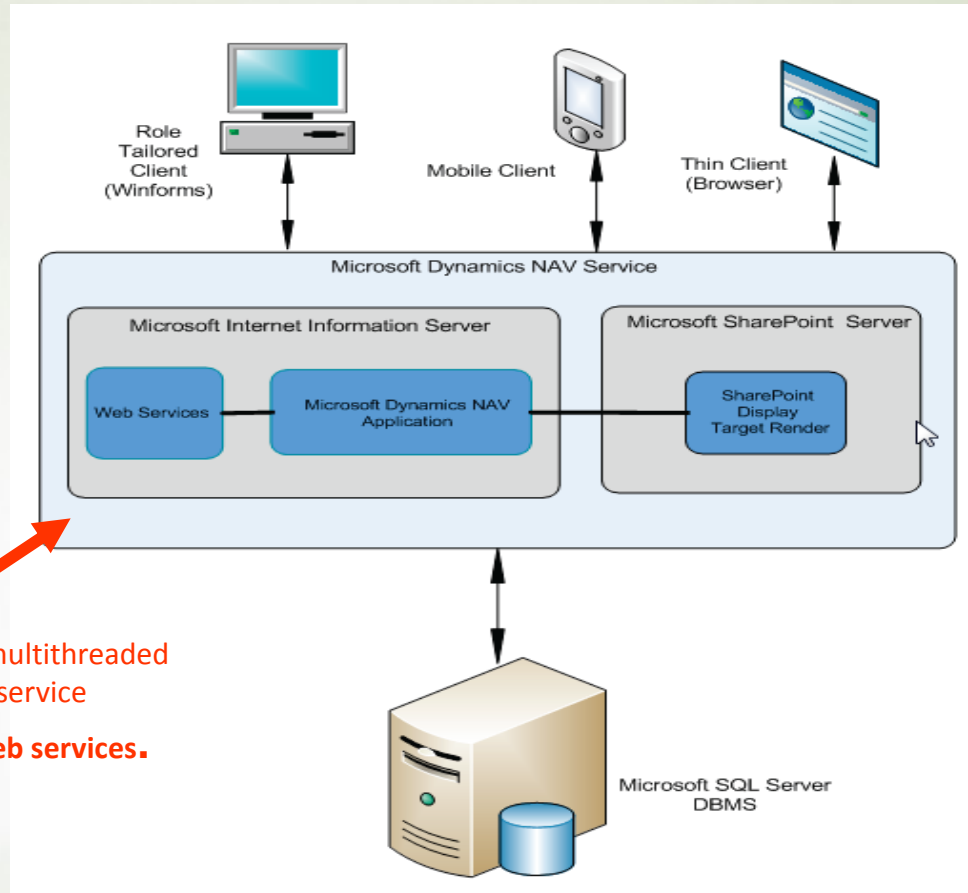 Role
Tailored
Client
(Winforms)
Mobile Client
Thin Client
(Browser)
Microsoft Dynamics NAV Service
Microsoft Internet Information Server
Microsoft SharePoint Server
Web Services
Microsoft Dynamics NAV
Application
SharePoint
Display
Target Render
multithreaded
service
eb services.
Microsoft SQL Server
DBMS